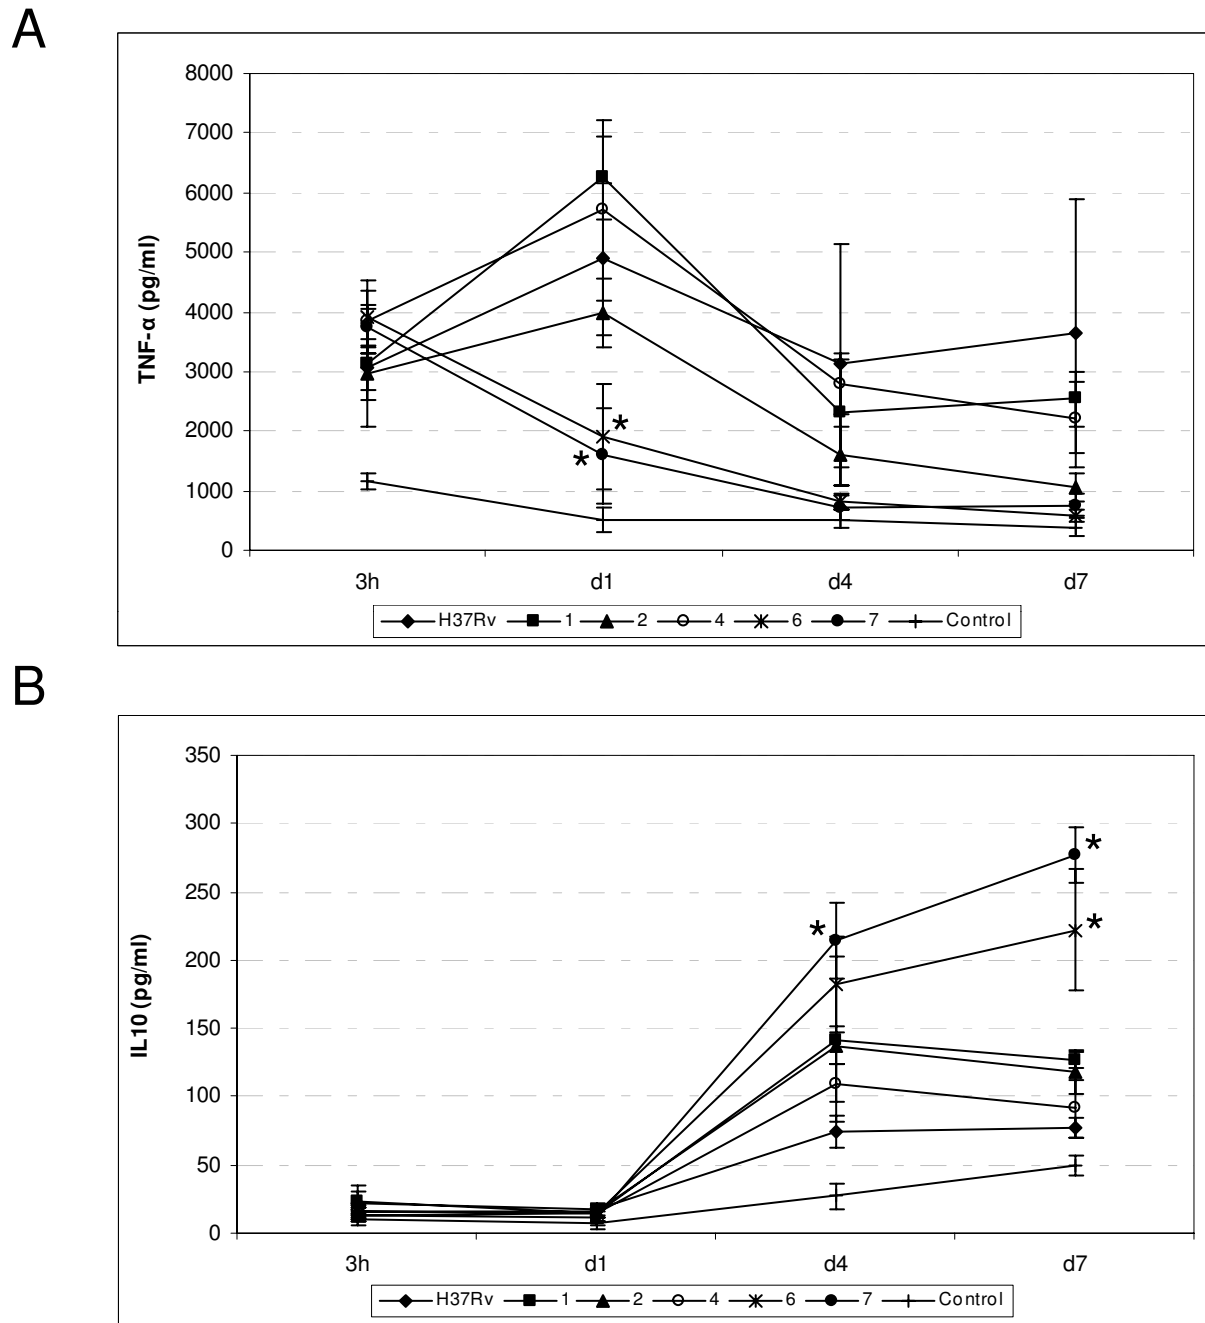 A
TNF-α (pg/ml)
8000
7000
6000
5000
4000
3000
2000
1000
0
*
*
3h d1 d4 d7
H37Rv 1 2 4 6 7 Control
B
IL10 (pg/ml)
350
300
250
200
150
100
50
0
*
*
*
3h d1 d4 d7
H37Rv 1 2 4 6 7 Control